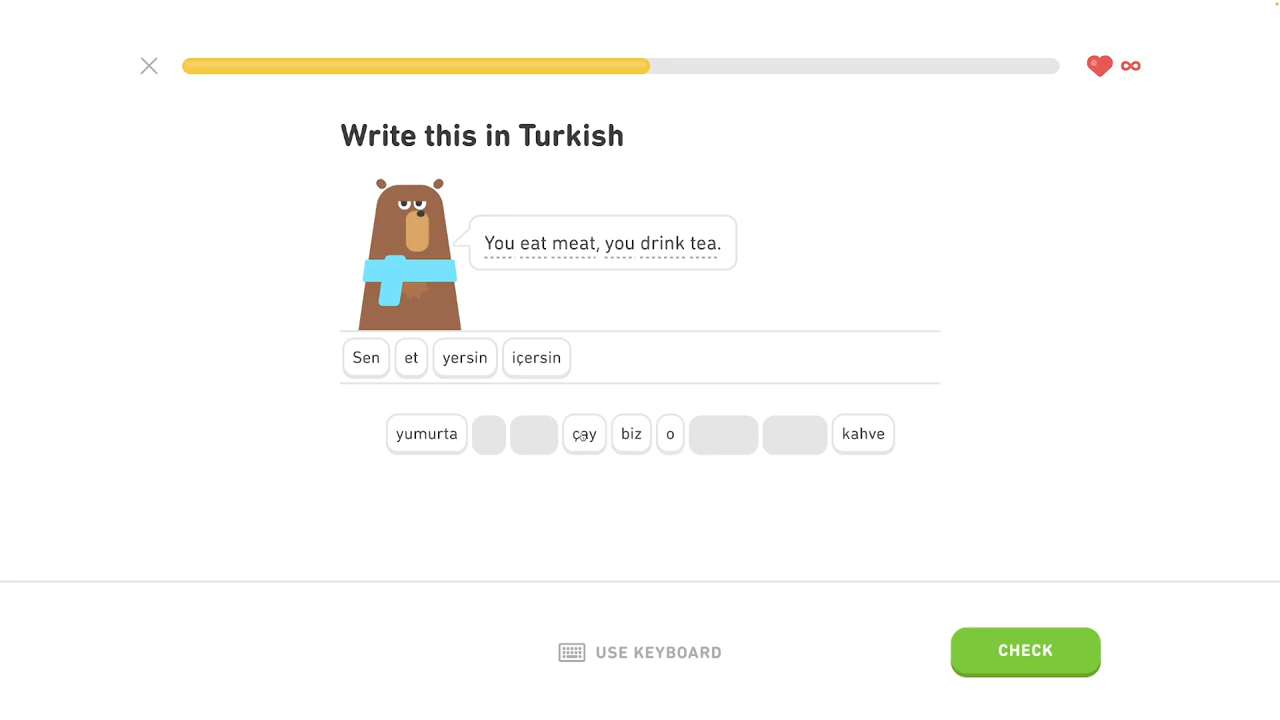 ∞
Write this in Turkish
You eat meat, you drink tea.
Sen et yersin içersin
yumurta çay biz o kahve
USE KEYBOARD
CHECK